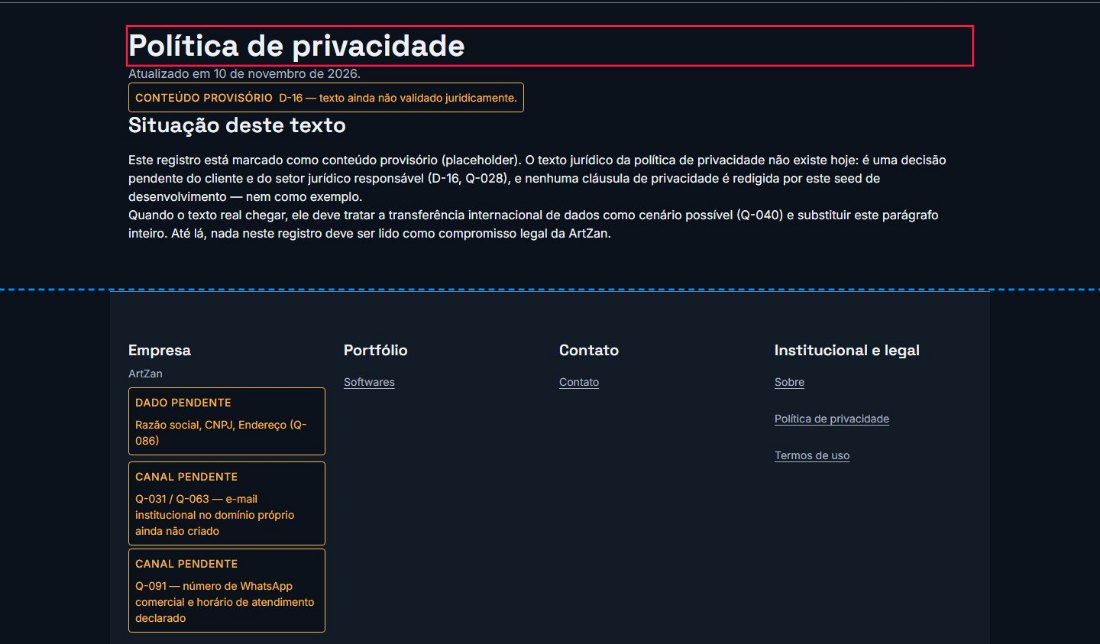 Política de privacidade
Atualizado em 10 de novembro de 2026.
CONTEÚDO PROVISÓRIO D-16 — texto ainda não validado juridicamente.
Situação deste texto
Este registro está marcado como conteúdo provisório (placeholder). O texto jurídico da política de privacidade não existe hoje: é uma decisão
pendente do cliente e do setor jurídico responsável (D-16, Q-028), e nenhuma cláusula de privacidade é redigida por este seed de
desenvolvimento — nem como exemplo.
Quando o texto real chegar, ele deve tratar a transferência internacional de dados como cenário possível (Q-040) e substituir este parágrafo
inteiro. Até lá, nada neste registro deve ser lido como compromisso legal da ArtZan.
Empresa
ArtZan
DADO PENDENTE
Razão social, CNPJ, Endereço (Q-
086)
CANAL PENDENTE
Q-031 / Q-063 — e-mail
institucional no domínio próprio
ainda não criado
CANAL PENDENTE
Q-091 — número de WhatsApp
comercial e horário de atendimento
declarado
Portfólio
Softwares
Contato
Contato
Institucional e legal
Sobre
Política de privacidade
Termos de uso